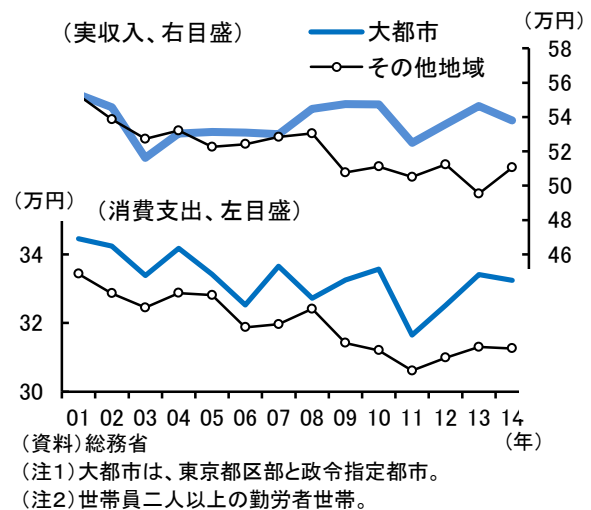 （万円）
（実収入、右目盛）
大都市
その他地域
58
56
54
52
50
48
46
（万円）
（消費支出、左目盛）
34
32
30
01 02 03 04 05 06 07 08 09 10 11 12 13 14
（年）
（資料）総務省
（注１）大都市は、東京都区部と政令指定都市。
（注２）世帯員二人以上の勤労者世帯。